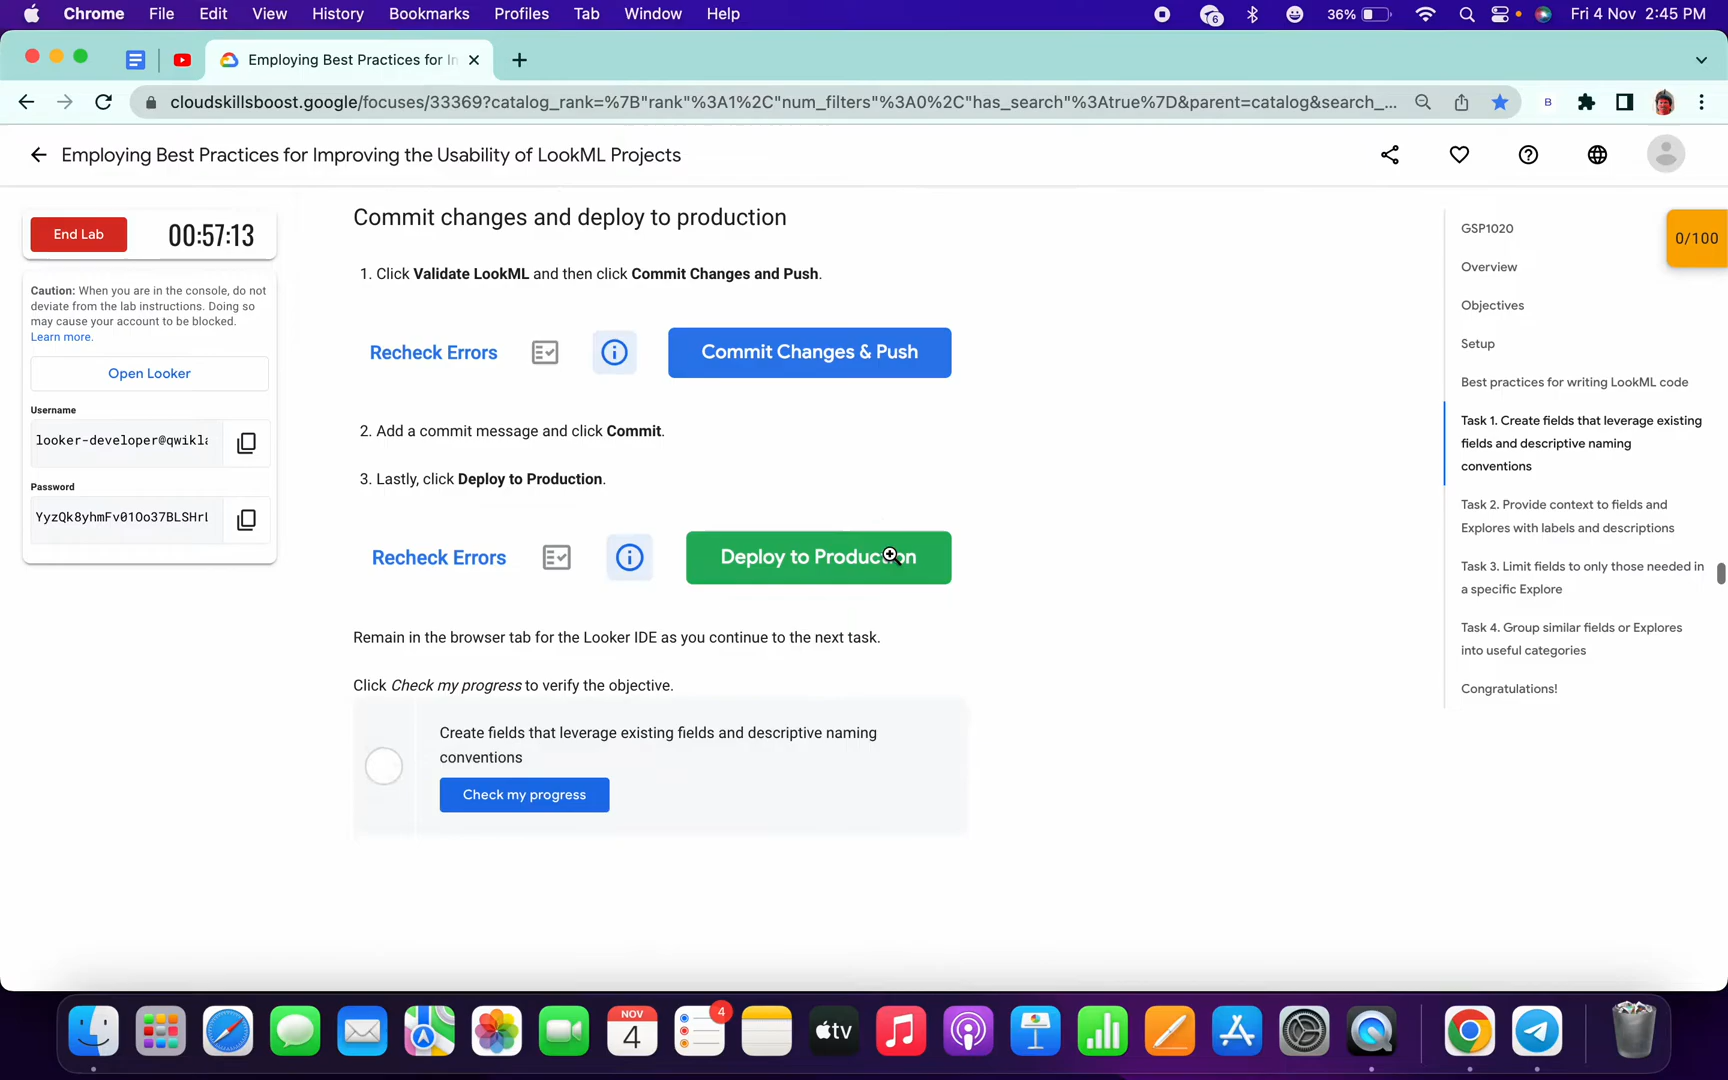 Chrome File Edit View History Bookmarks Profiles Tab Window Help 6 36% Fri 4 Nov 2:45 PM
Employing Best Practices for In
cloudskillsboost.google/focuses/33369?catalog_rank=%7B"rank"%3A1%2C"num_filters"%3A0%2C"has_search"%3Atrue%7D&parent=catalog&search_... B
Employing Best Practices for Improving the Usability of LookML Projects
End Lab 00:57:13
Caution: When you are in the console, do not
deviate from the lab instructions. Doing so
may cause your account to be blocked.
Learn more.
Open Looker
Username
looker-developer@qwikla
Password
YyzQk8yhmFv01Oo37BLSHrL
Commit changes and deploy to production
1. Click Validate LookML and then click Commit Changes and Push.
Recheck Errors Commit Changes & Push
2. Add a commit message and click Commit.
3. Lastly, click Deploy to Production.
Recheck Errors Deploy to Production
Remain in the browser tab for the Looker IDE as you continue to the next task.
Click Check my progress to verify the objective.
Create fields that leverage existing fields and descriptive naming
conventions
Check my progress
GSP1020
0/100
Overview
Objectives
Setup
Best practices for writing LookML code
Task 1. Create fields that leverage existing
fields and descriptive naming
conventions
Task 2. Provide context to fields and
Explores with labels and descriptions
Task 3. Limit fields to only those needed in
a specific Explore
Task 4. Group similar fields or Explores
into useful categories
Congratulations!
NOV
4
4
tv